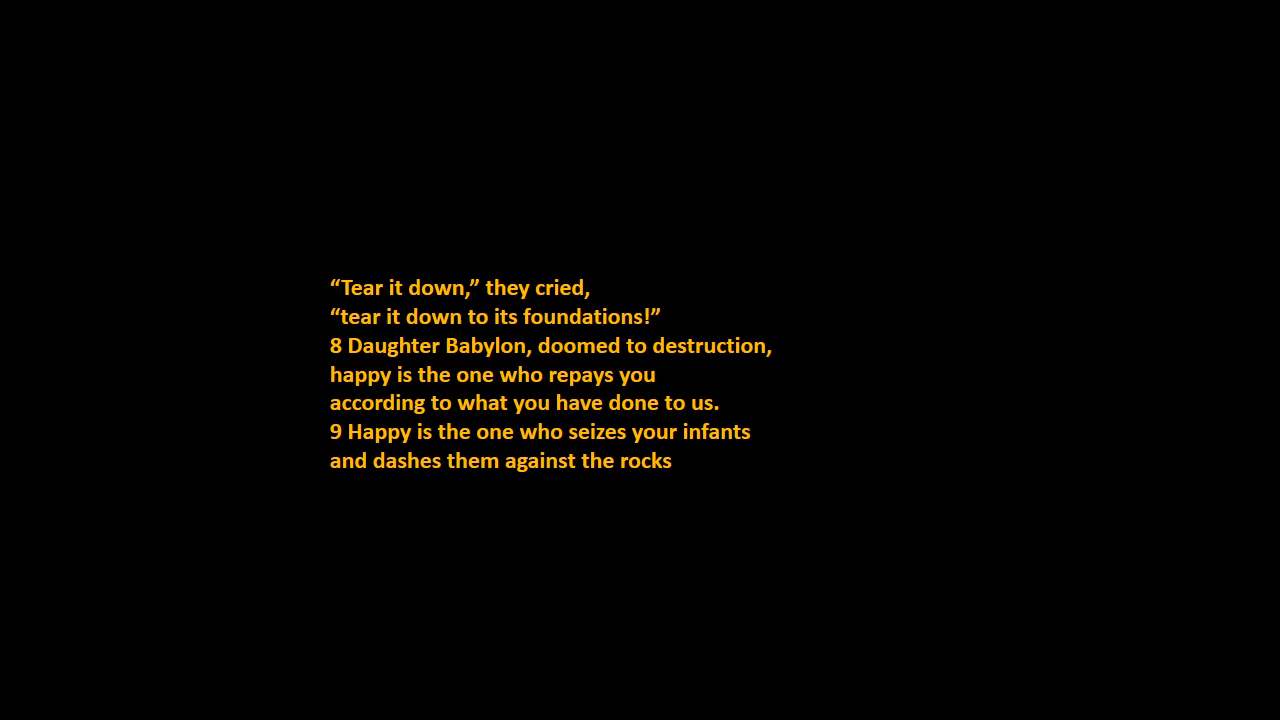 “Tear it down,” they cried,
“tear it down to its foundations!”
8 Daughter Babylon, doomed to destruction,
happy is the one who repays you
according to what you have done to us.
9 Happy is the one who seizes your infants
and dashes them against the rocks